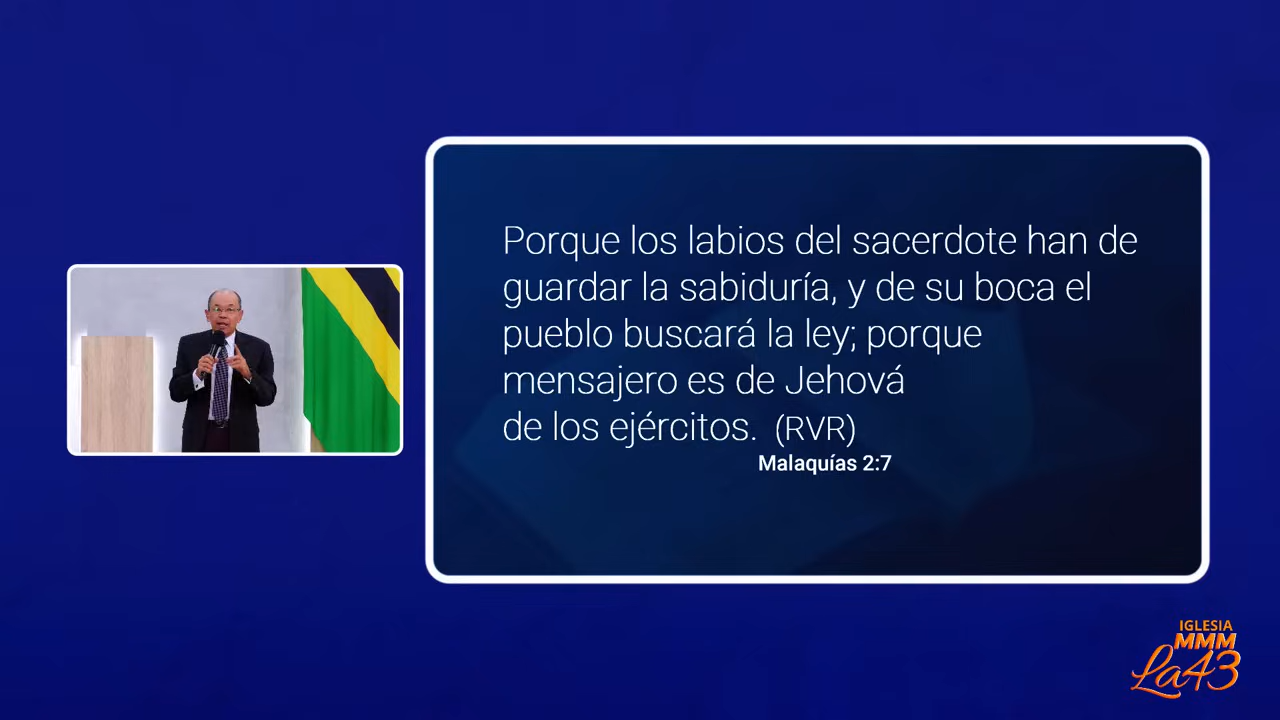 Porque los labios del sacerdote han de
guardar la sabiduría, y de su boca el
pueblo buscará la ley; porque
mensajero es de Jehová
de los ejércitos. (RVR)
Malaquías 2:7
IGLESIA
MMM
La43